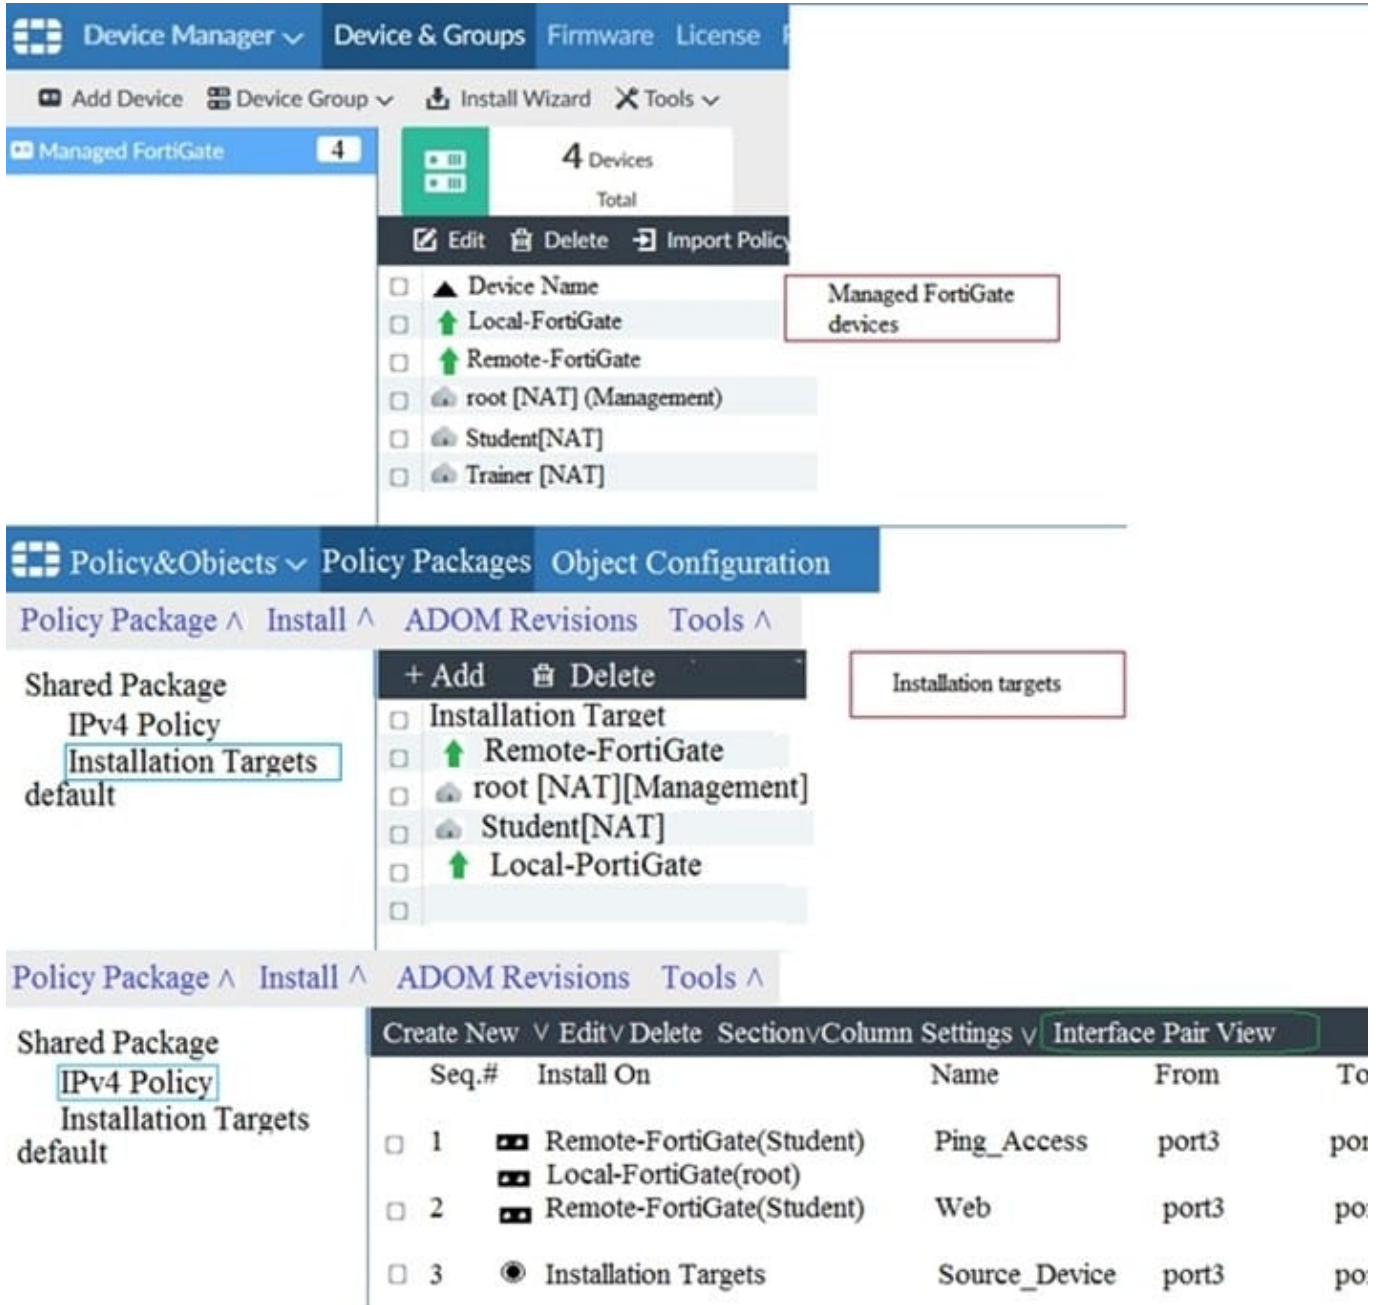 Device Manager Device & Groups Firmware License
Add Device Device Group Install Wizard Tools
Managed FortiGate 4
4 Devices
Total
Edit Delete Import Policy
Device Name
Local-FortiGate
Remote-FortiGate
root [NAT] (Management)
Student[NAT]
Trainer [NAT]
Managed FortiGate
devices
Policy&Objects Policy Packages Object Configuration
Policy Package ^ Install ^ ADOM Revisions Tools ^
Shared Package
IPv4 Policy
Installation Targets
default
+ Add Delete
Installation Target
Remote-FortiGate
root [NAT][Management]
Student[NAT]
Local-PortiGate
Installation targets
Policy Package ^ Install ^ ADOM Revisions Tools ^
Shared Package
IPv4 Policy
Installation Targets
default
Create New v Edit v Delete Section v Column Settings v Interface Pair View
Seq.# Install On Name From To
1 Remote-FortiGate(Student) Ping_Access port3 por
Local-FortiGate(root)
2 Remote-FortiGate(Student) Web port3 po
3 Installation Targets Source_Device port3 po